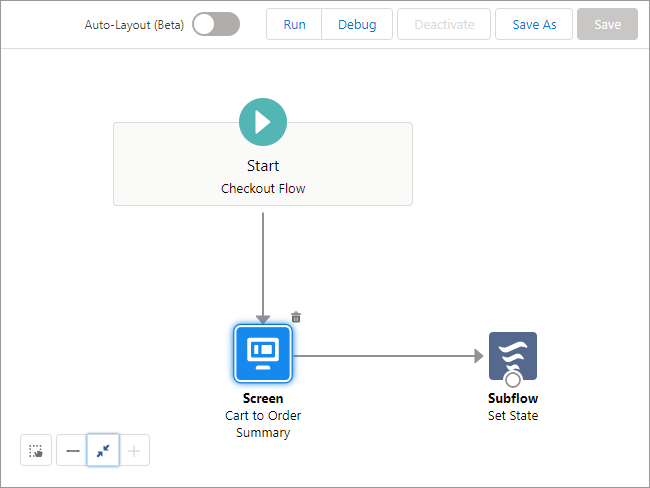 Auto-Layout (Beta)
Run
Debug
Deactivate
Save As
Save
Start
Checkout Flow
Screen
Cart to Order
Summary
Subflow
Set State